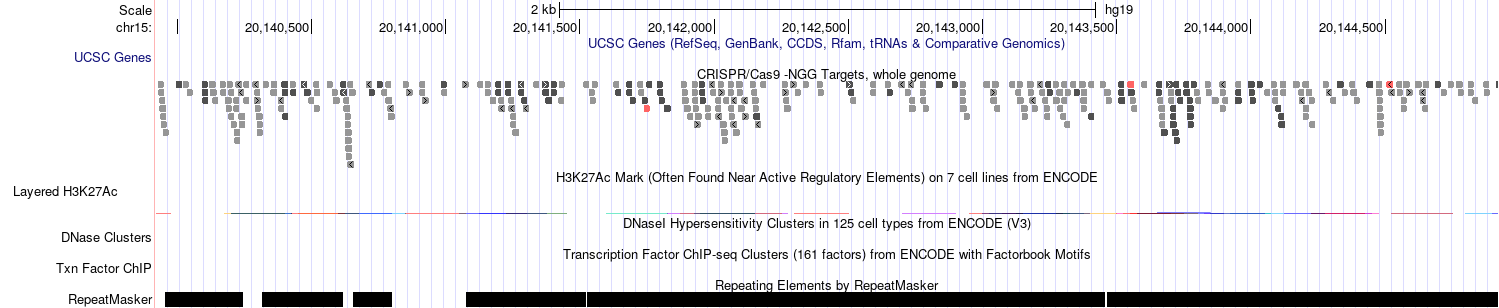 Scale 2 kb hg19
chr15: 20,140,500 20,141,000 20,141,500 20,142,000 20,142,500 20,143,000 20,143,500 20,144,000 20,144,500
UCSC Genes (RefSeq, GenBank, CCDS, Rfam, tRNAs & Comparative Genomics)
UCSC Genes
CRISPR/Cas9 -NGG Targets, whole genome
H3K27Ac Mark (Often Found Near Active Regulatory Elements) on 7 cell lines from ENCODE
Layered H3K27Ac
DNaseI Hypersensitivity Clusters in 125 cell types from ENCODE (V3)
DNase Clusters
Transcription Factor ChIP-seq Clusters (161 factors) from ENCODE with Factorbook Motifs
Txn Factor ChIP
Repeating Elements by RepeatMasker
RepeatMasker